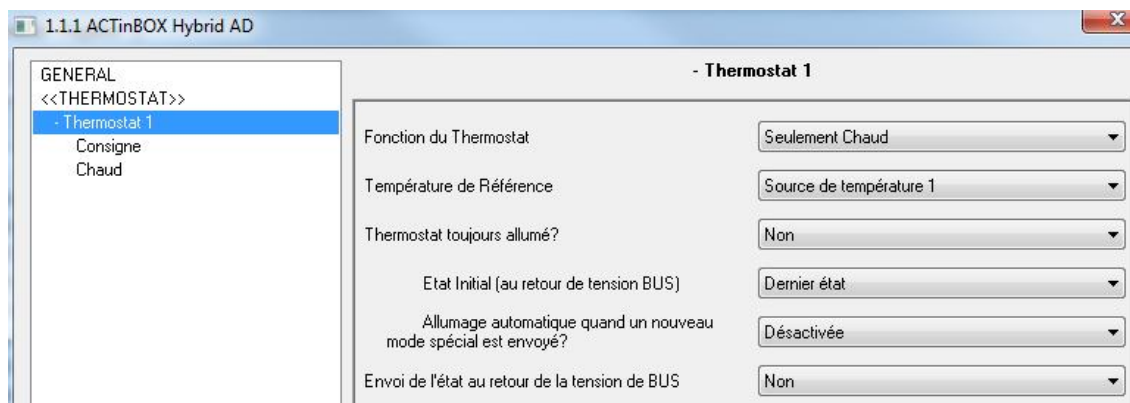 1.1.1 ACTinBOX Hybrid AD
GENERAL
<<THERMOSTAT>>
- Thermostat 1
Consigne
Chaud
- Thermostat 1
Fonction du Thermostat
Seulement Chaud
Température de Référence
Source de température 1
Thermostat toujours allumé?
Non
Etat Initial (au retour de tension BUS)
Dernier état
Allumage automatique quand un nouveau
mode spécial est envoyé?
Désactivée
Envoi de l'état au retour de la tension de BUS
Non